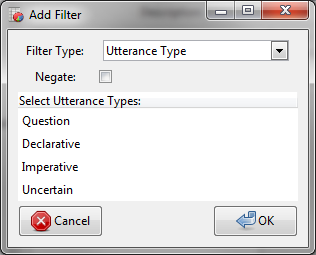 Add Filter
Filter Type: Utterance Type
Negate:
Select Utterance Types:
Question
Declarative
Imperative
Uncertain
Cancel OK